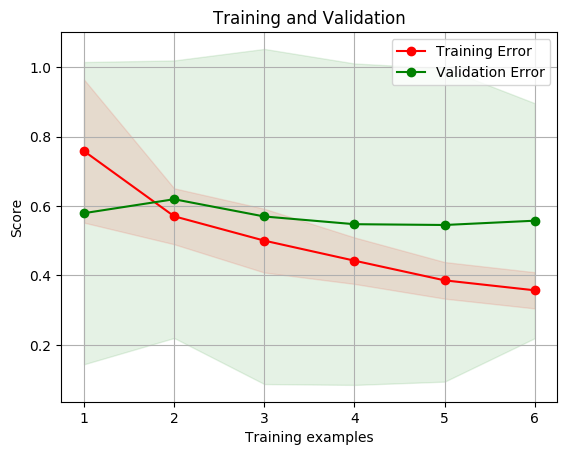 Training and Validation
Training Error
Validation Error
1.0
0.8
0.6
0.4
0.2
Score
1 2 3 4 5 6
Training examples